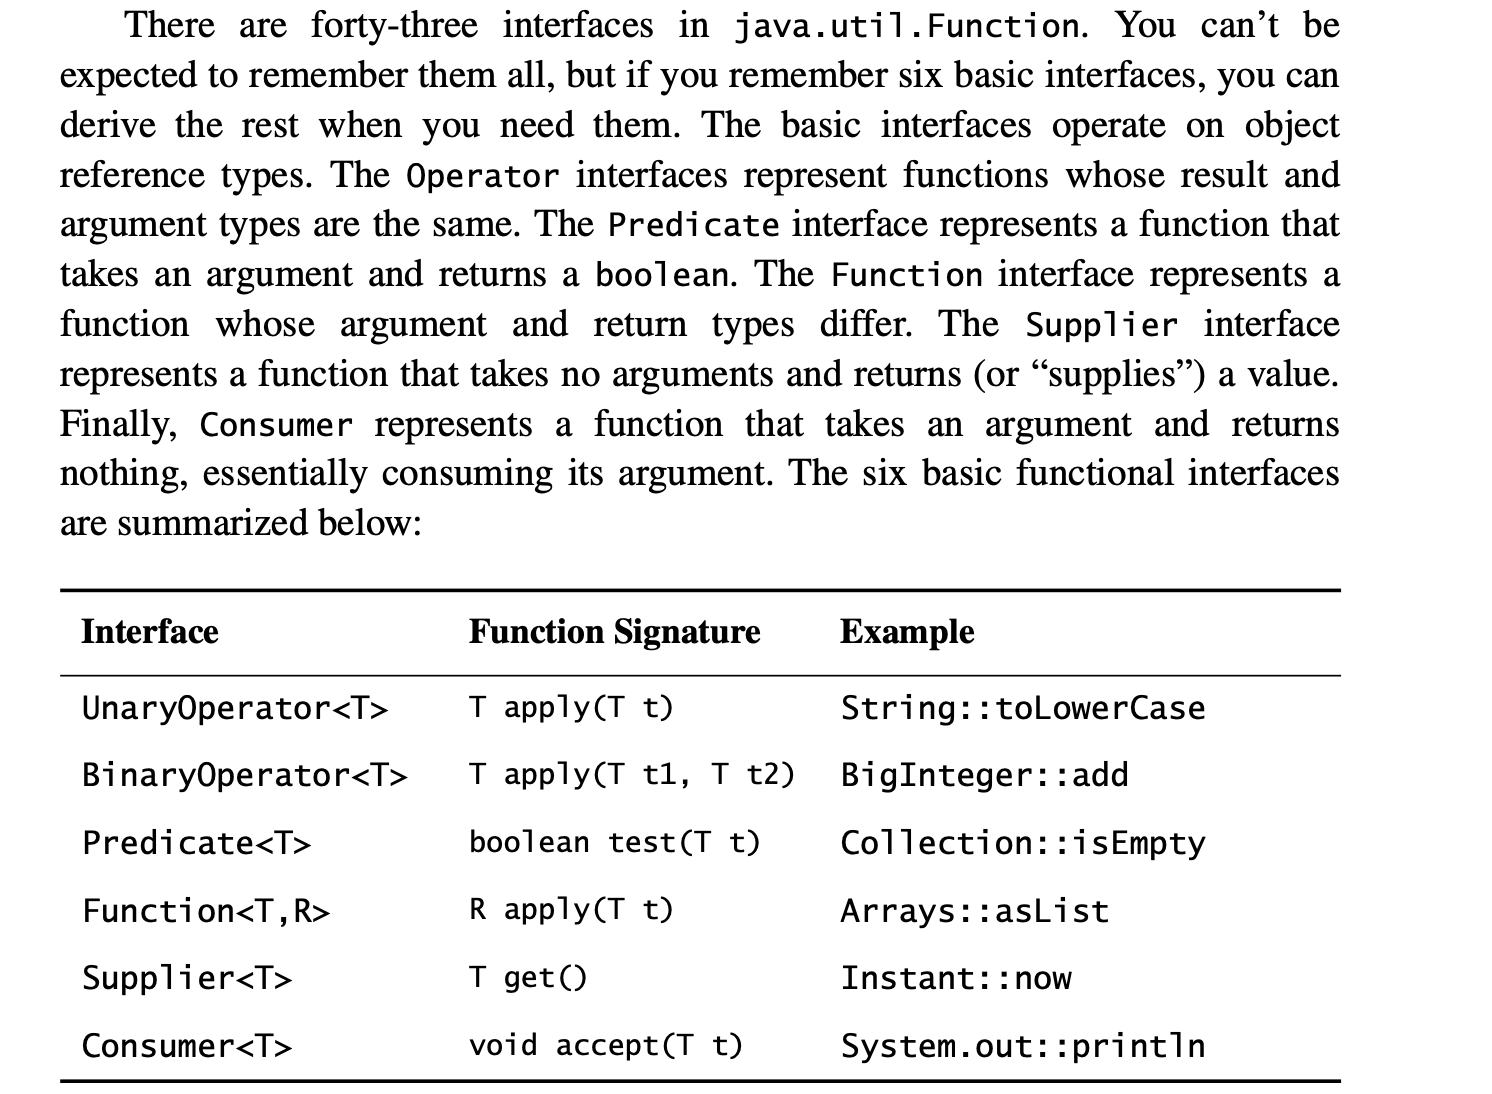 There are forty-three interfaces in java.util.Function. You can’t be
expected to remember them all, but if you remember six basic interfaces, you can
derive the rest when you need them. The basic interfaces operate on object
reference types. The Operator interfaces represent functions whose result and
argument types are the same. The Predicate interface represents a function that
takes an argument and returns a boolean. The Function interface represents a
function whose argument and return types differ. The Supplier interface
represents a function that takes no arguments and returns (or “supplies”) a value.
Finally, Consumer represents a function that takes an argument and returns
nothing, essentially consuming its argument. The six basic functional interfaces
are summarized below:
Interface Function Signature Example
UnaryOperator<T> T apply(T t) String::toLowerCase
BinaryOperator<T> T apply(T t1, T t2) BigInteger::add
Predicate<T> boolean test(T t) Collection::isEmpty
Function<T,R> R apply(T t) Arrays::asList
Supplier<T> T get() Instant::now
Consumer<T> void accept(T t) System.out::println